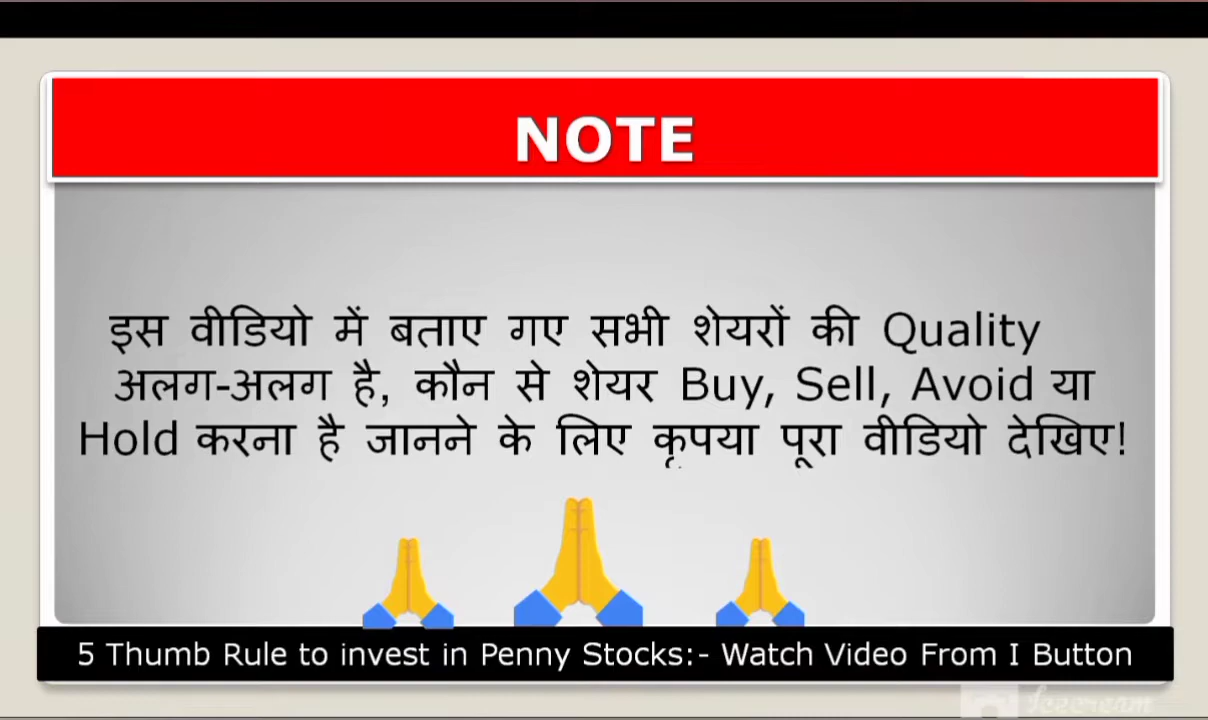 NOTE
इस वीडियो में बताए गए सभी शेयरों की Quality
अलग-अलग है, कौन से शेयर Buy, Sell, Avoid या
Hold करना है जानने के लिए कृपया पूरा वीडियो देखिए!
5 Thumb Rule to invest in Penny Stocks:- Watch Video From I Button